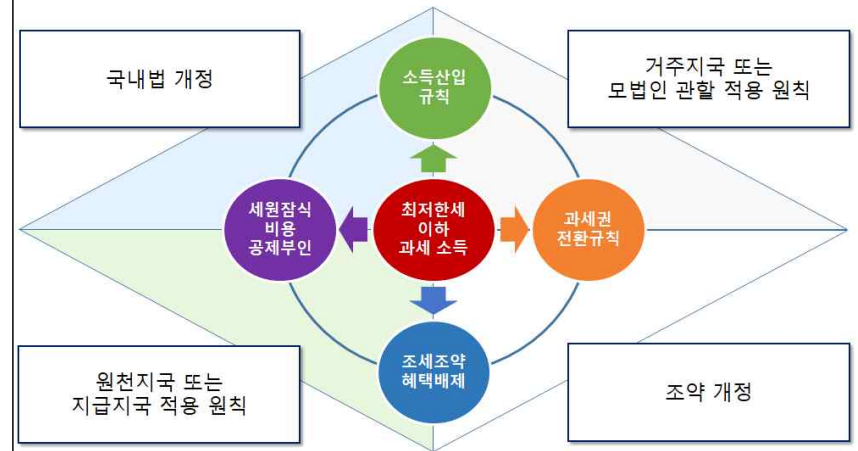 국내법 개정
소득산입
규칙
거주지국 또는
모법인 관할 적용 원칙
세원잠식
비용
공제부인
최저한세
이하
과세 소득
과세권
전환규칙
원천지국 또는
지급지국 적용 원칙
조세조약
혜택배제
조약 개정